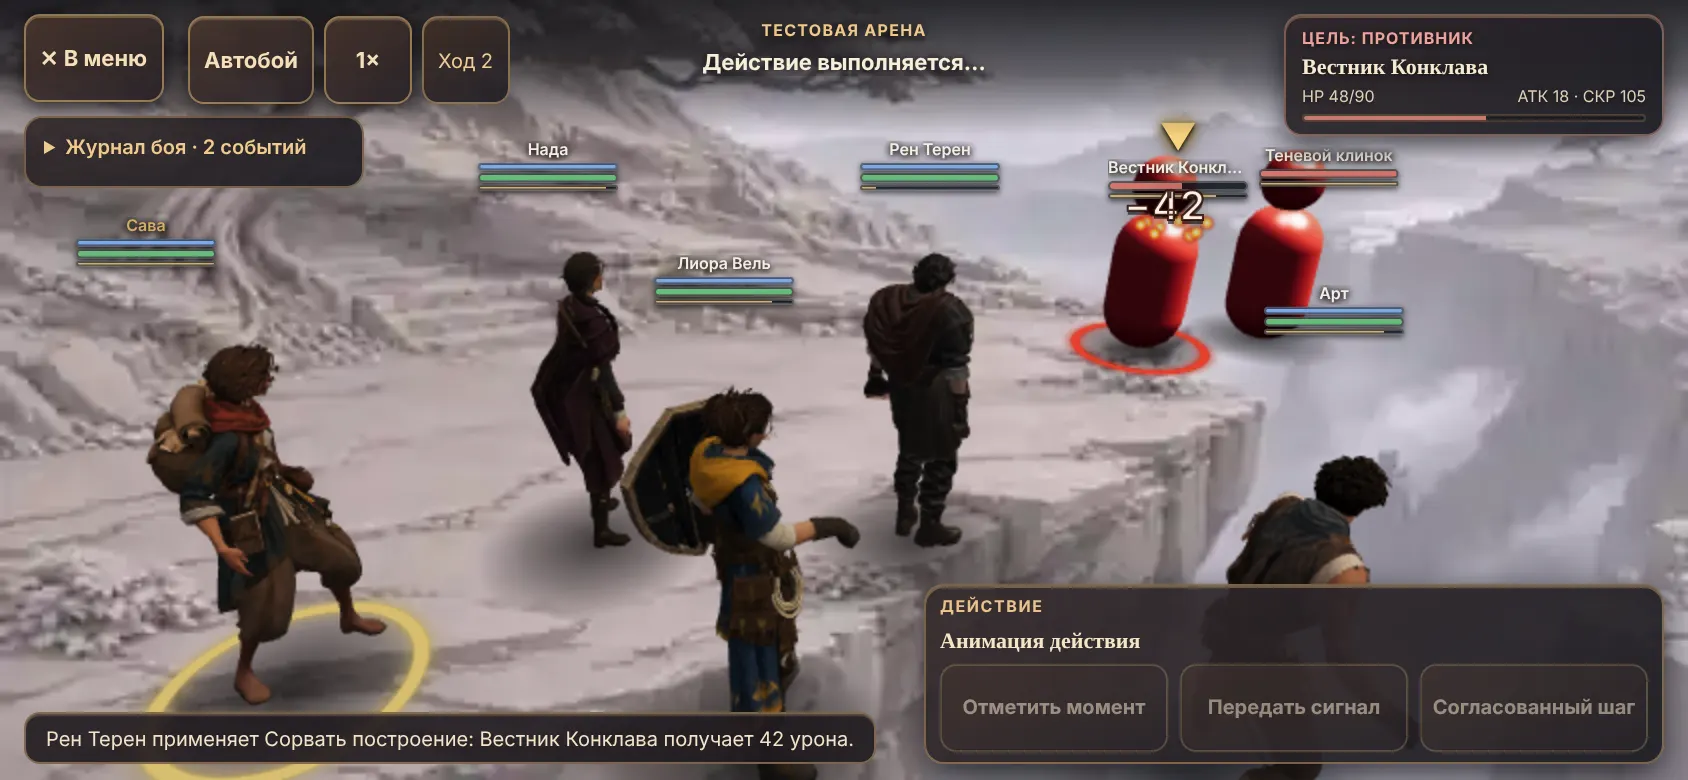 ✕ В меню
Автобой
1×
Ход 2
ТЕСТОВАЯ АРЕНА
Действие выполняется...
ЦЕЛЬ: ПРОТИВНИК
Вестник Конклава
HP 48/90
АТК 18 · СКР 105
▶ Журнал боя · 2 событий
Нада
Рен Терен
Вестник Конкл...
Теневой клинок
-42
Сава
Лиора Вель
Арт
ДЕЙСТВИЕ
Анимация действия
Отметить момент
Передать сигнал
Согласованный шаг
Рен Терен применяет Сорвать построение: Вестник Конклава получает 42 урона.